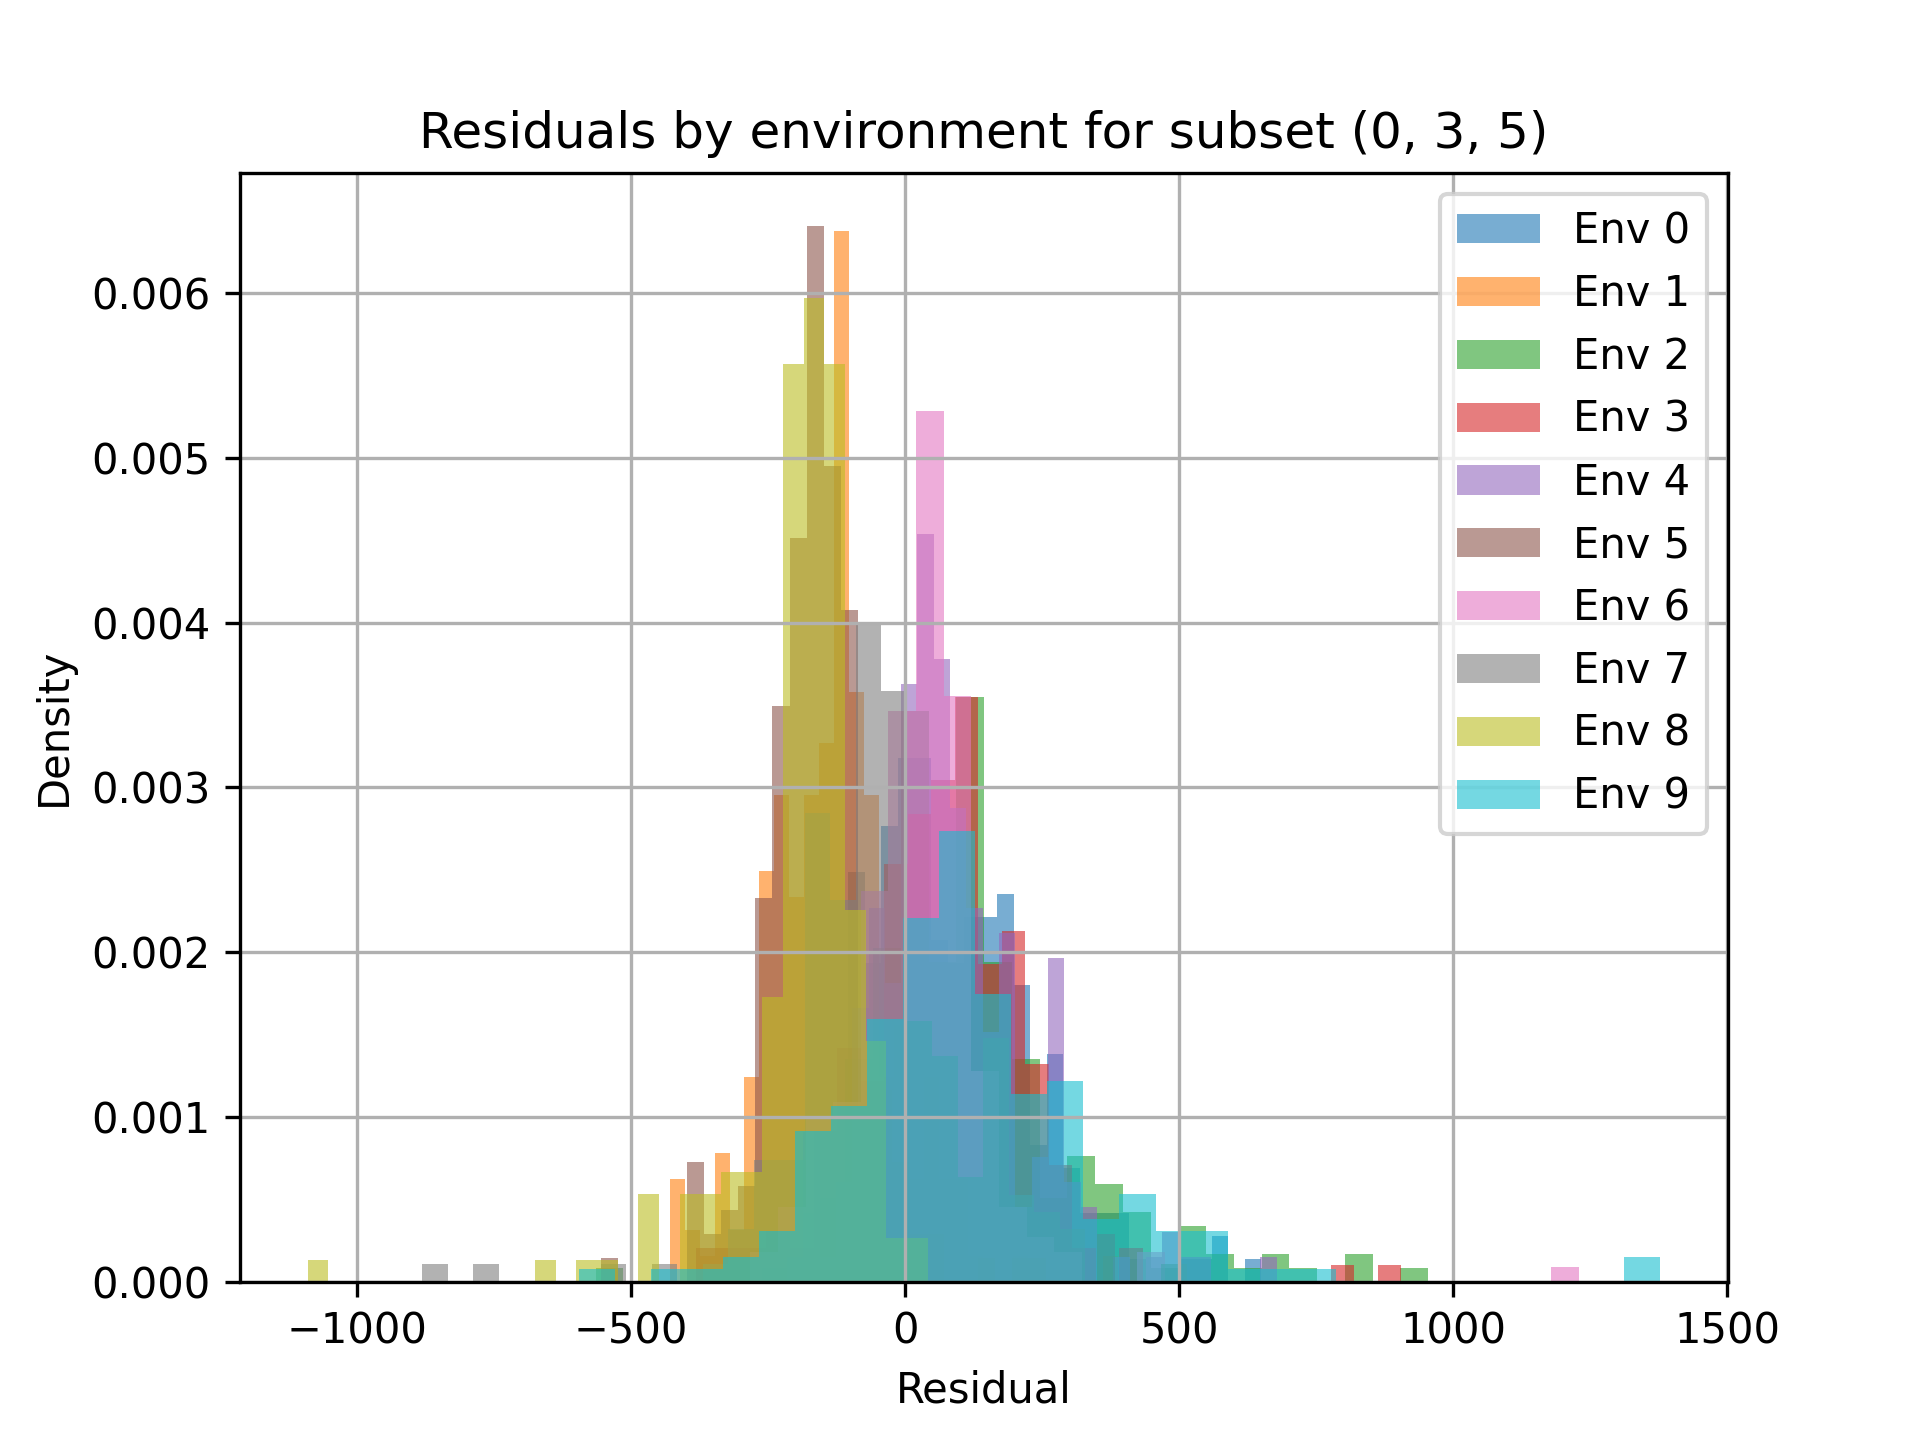 Residuals by environment for subset (0, 3, 5)
Env 0
Env 1
Env 2
Env 3
Env 4
Env 5
Env 6
Env 7
Env 8
Env 9
Density
0.006
0.005
0.004
0.003
0.002
0.001
0.000
−1000
−500
0
500
1000
1500
Residual